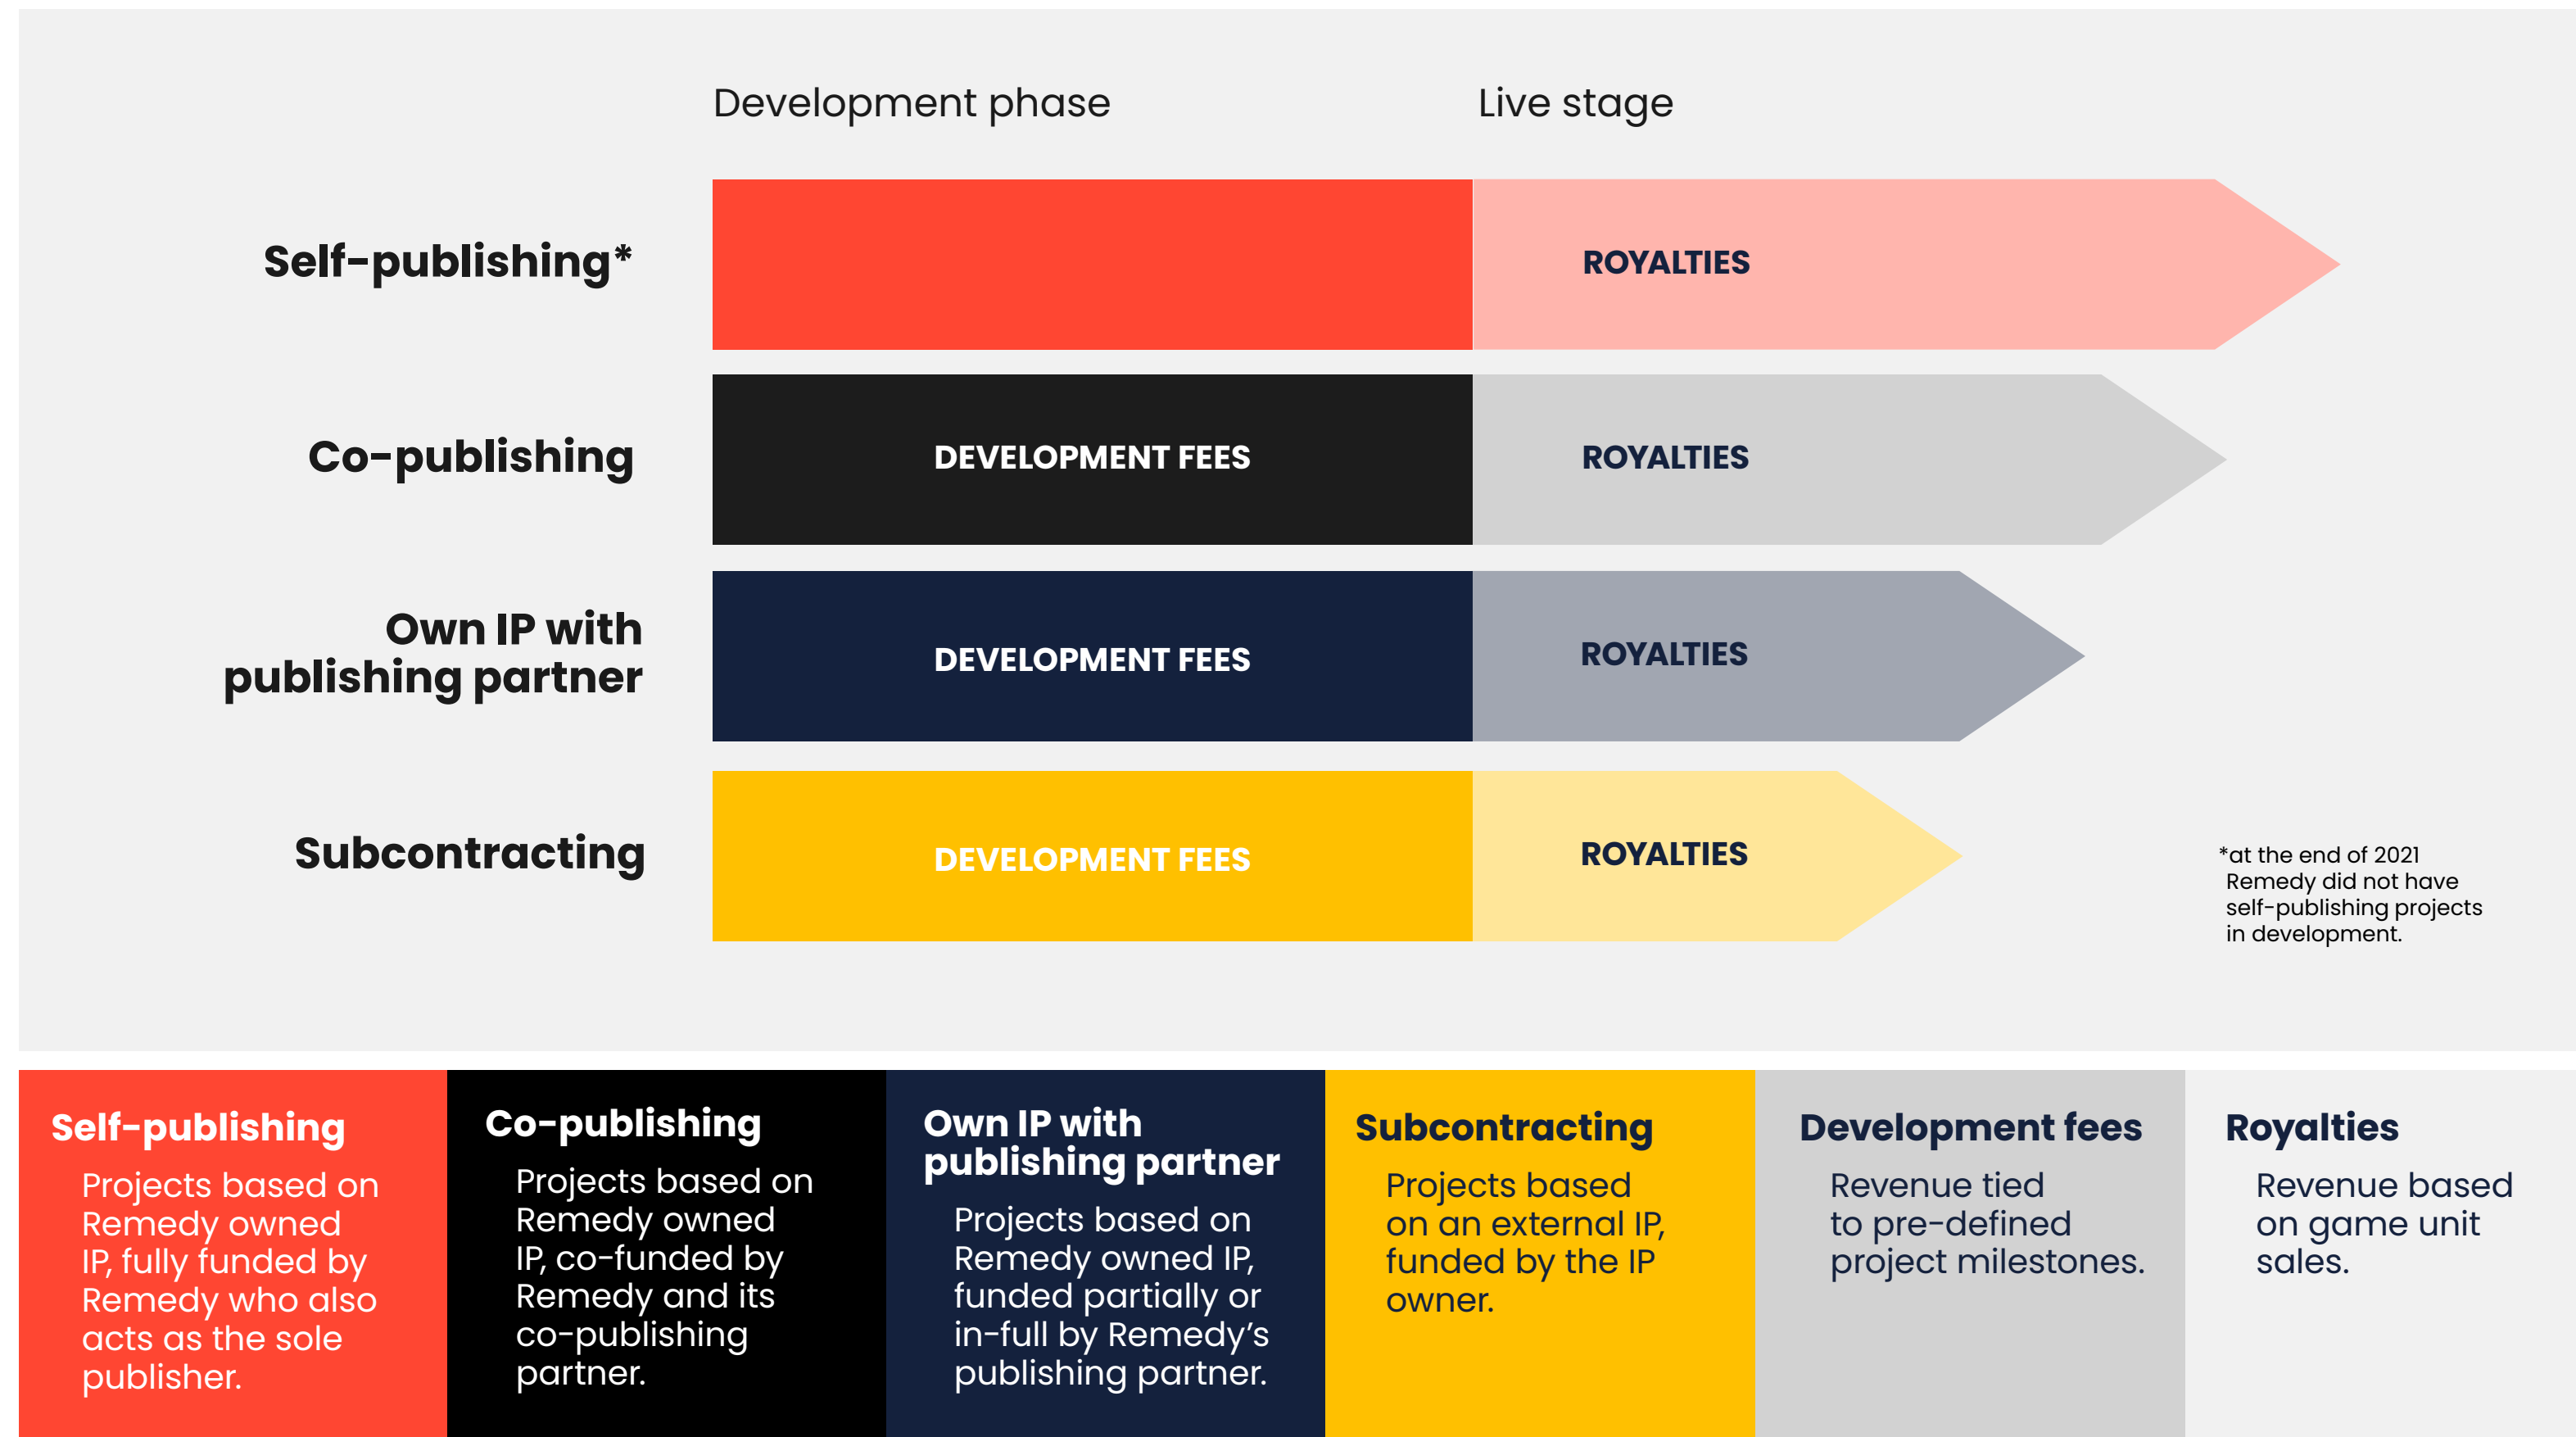 Development phase
Live stage
Self-publishing*
ROYALTIES
Co-publishing
DEVELOPMENT FEES
ROYALTIES
Own IP with
publishing partner
DEVELOPMENT FEES
ROYALTIES
Subcontracting
DEVELOPMENT FEES
ROYALTIES
*at the end of 2021
Remedy did not have
self-publishing projects
in development.
Self-publishing
Projects based on
Remedy owned
IP, fully funded by
Remedy who also
acts as the sole
publisher.
Co-publishing
Projects based on
Remedy owned
IP, co-funded by
Remedy and its
co-publishing
partner.
Own IP with
publishing partner
Projects based on
Remedy owned IP,
funded partially or
in-full by Remedy’s
publishing partner.
Subcontracting
Projects based
on an external IP,
funded by the IP
owner.
Development fees
Revenue tied
to pre-defined
project milestones.
Royalties
Revenue based
on game unit
sales.